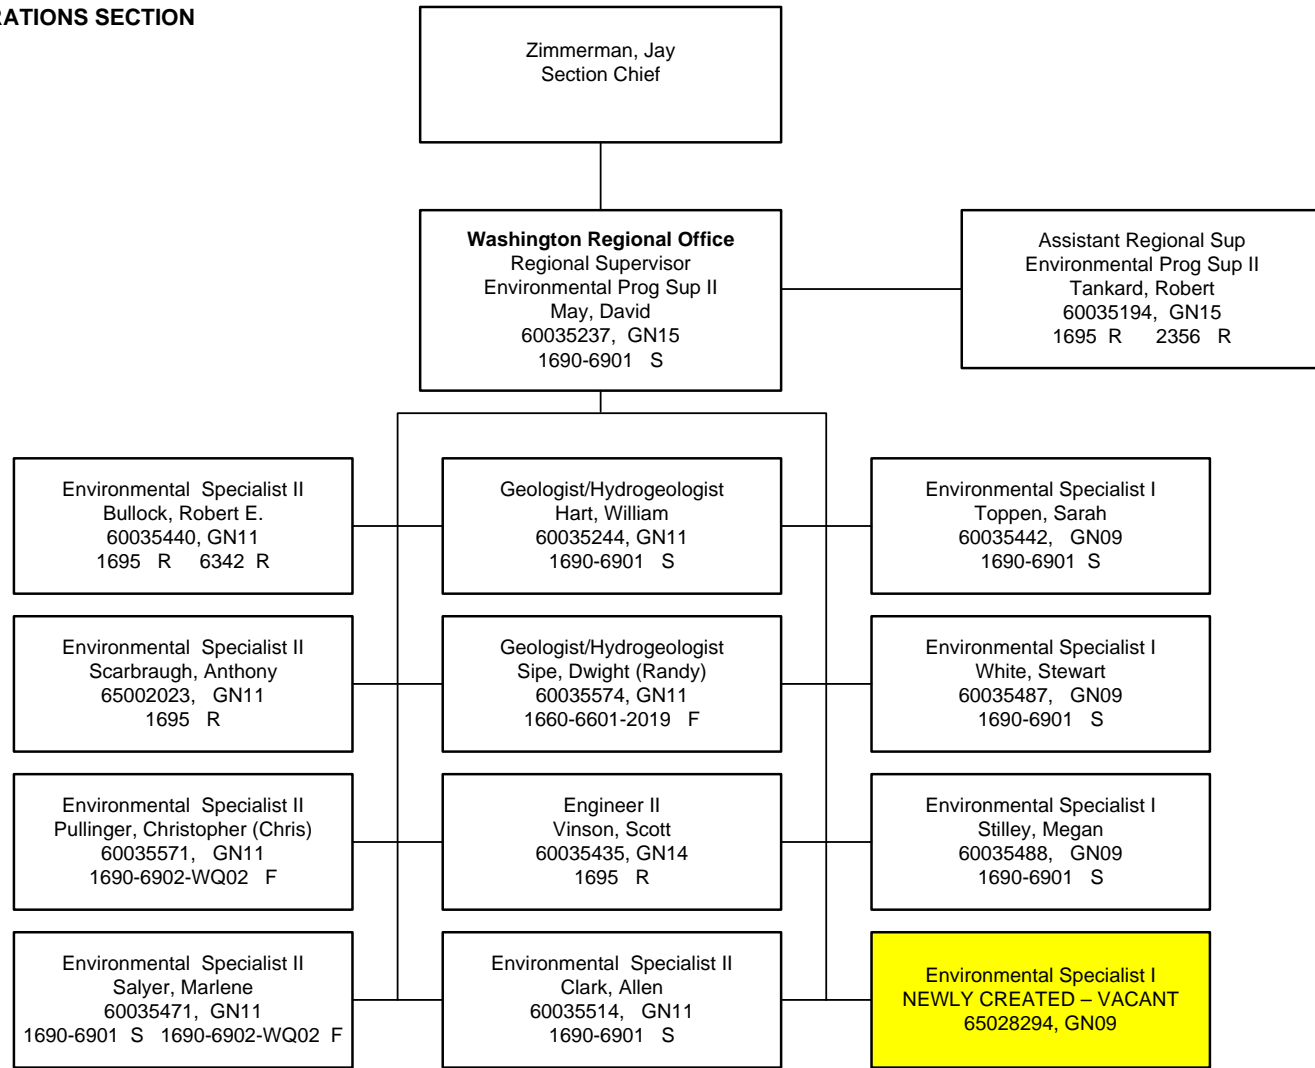 RATIONS SECTION
Zimmerman, Jay
Section Chief
Washington Regional Office
Regional Supervisor
Environmental Prog Sup II
May, David
60035237, GN15
1690-6901 S
Assistant Regional Sup
Environmental Prog Sup II
Tankard, Robert
60035194, GN15
1695 R 2356 R
Environmental Specialist II
Bullock, Robert E.
60035440, GN11
1695 R 6342 R
Geologist/Hydrogeologist
Hart, William
60035244, GN11
1690-6901 S
Environmental Specialist I
Toppen, Sarah
60035442, GN09
1690-6901 S
Environmental Specialist II
Scarbraugh, Anthony
65002023, GN11
1695 R
Geologist/Hydrogeologist
Sipe, Dwight (Randy)
60035574, GN11
1660-6601-2019 F
Environmental Specialist I
White, Stewart
60035487, GN09
1690-6901 S
Environmental Specialist II
Pullinger, Christopher (Chris)
60035571, GN11
1690-6902-WQ02 F
Engineer II
Vinson, Scott
60035435, GN14
1695 R
Environmental Specialist I
Stilley, Megan
60035488, GN09
1690-6901 S
Environmental Specialist II
Salyer, Marlene
60035471, GN11
1690-6901 S 1690-6902-WQ02 F
Environmental Specialist II
Clark, Allen
60035514, GN11
1690-6901 S
Environmental Specialist I
NEWLY CREATED – VACANT
65028294, GN09